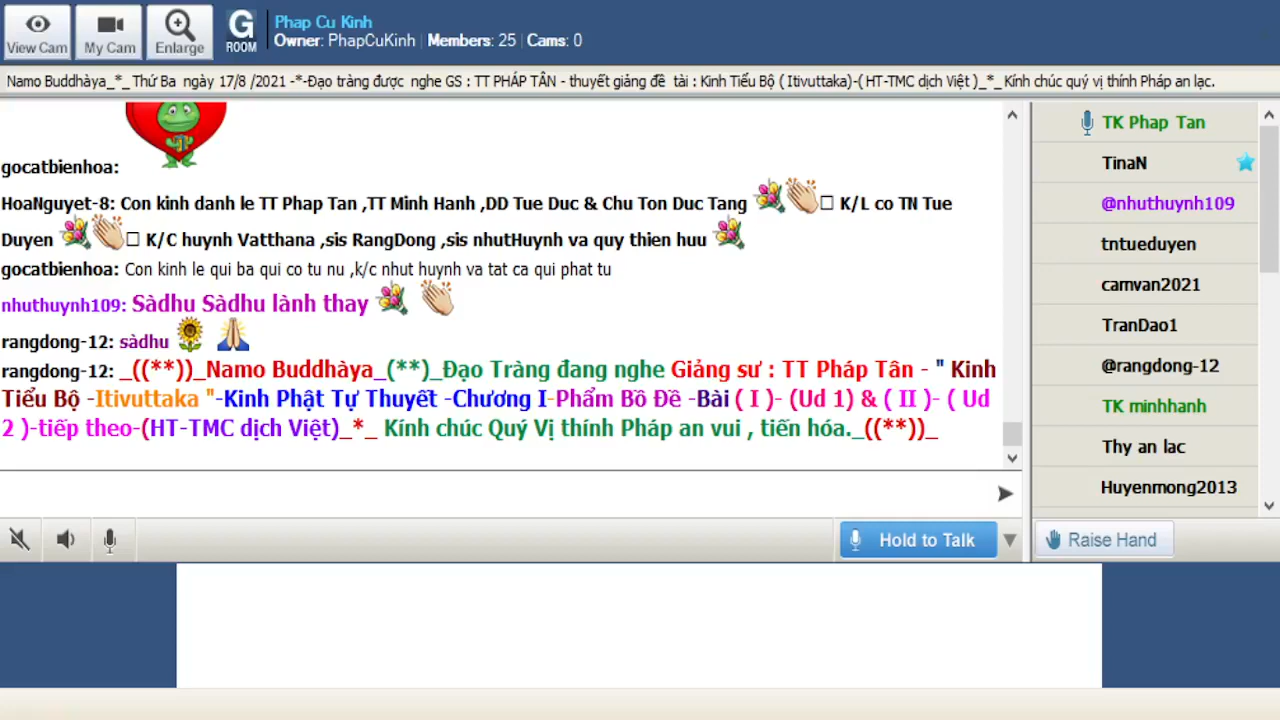 View Cam
My Cam
Enlarge
G
ROOM
Phap Cu Kinh
Owner: PhapCuKinh | Members: 25 | Cams: 0
Namo Buddhàya_*_Thứ Ba ngày 17/8 /2021 -*-Đạo tràng được nghe GS : TT PHÁP TÂN - thuyết giảng đề tài : Kinh Tiểu Bộ ( Itivuttaka)-( HT-TMC dịch Việt )_*_Kính chúc quý vị thính Pháp an lạc.
gocatbienhoa:
HoaNguyet-8: Con kinh danh le TT Phap Tan ,TT Minh Hanh ,DD Tue Duc & Chu Ton Duc Tang K/L co TN Tue
Duyen K/C huynh Vatthana ,sis RangDong ,sis nhutHuynh va quy thien huu
gocatbienhoa: Con kinh le qui ba qui co tu nu ,k/c nhut huynh va tat ca qui phat tu
nhuthuynh109: Sàdhu Sàdhu lành thay
rangdong-12: sàdhu
rangdong-12: _((**))_Namo Buddhàya_(**)_Đạo Tràng đang nghe Giảng sư : TT Pháp Tân - " Kinh
Tiểu Bộ -Itivuttaka "-Kinh Phật Tự Thuyết -Chương I-Phẩm Bồ Đề -Bài ( I )- (Ud 1) & ( II )- ( Ud
2 )-tiếp theo-(HT-TMC dịch Việt)_*_ Kính chúc Quý Vị thính Pháp an vui , tiến hóa._((**))_
Hold to Talk
TK Phap Tan
TinaN
@nhuthuynh109
tntueduyen
camvan2021
TranDao1
@rangdong-12
TK minhhanh
Thy an lac
Huyenmong2013
Raise Hand